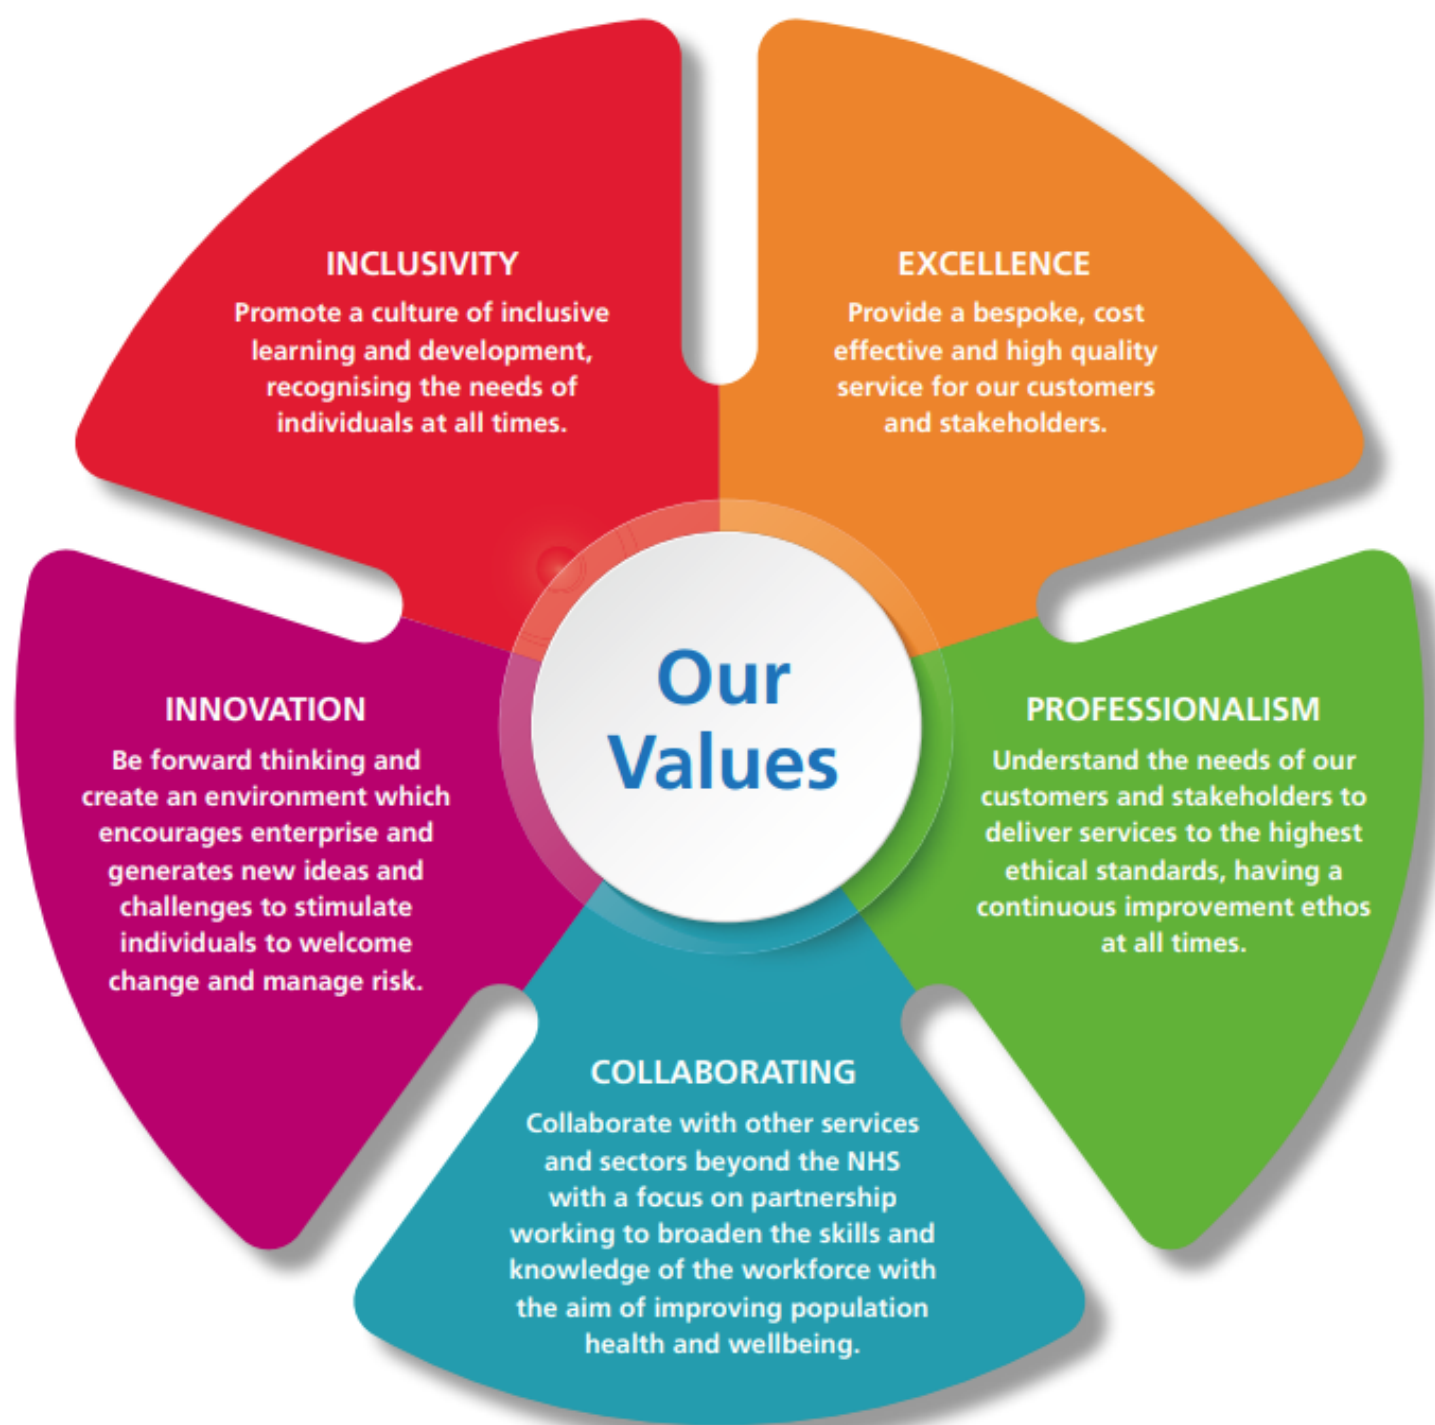 INCLUSIVITY
Promote a culture of inclusive
learning and development,
recognising the needs of
individuals at all times.
EXCELLENCE
Provide a bespoke, cost
effective and high quality
service for our customers
and stakeholders.
Our
Values
INNOVATION
Be forward thinking and
create an environment which
encourages enterprise and
generates new ideas and
challenges to stimulate
individuals to welcome
change and manage risk.
PROFESSIONALISM
Understand the needs of our
customers and stakeholders to
deliver services to the highest
ethical standards, having a
continuous improvement ethos
at all times.
COLLABORATING
Collaborate with other services
and sectors beyond the NHS
with a focus on partnership
working to broaden the skills and
knowledge of the workforce with
the aim of improving population
health and wellbeing.